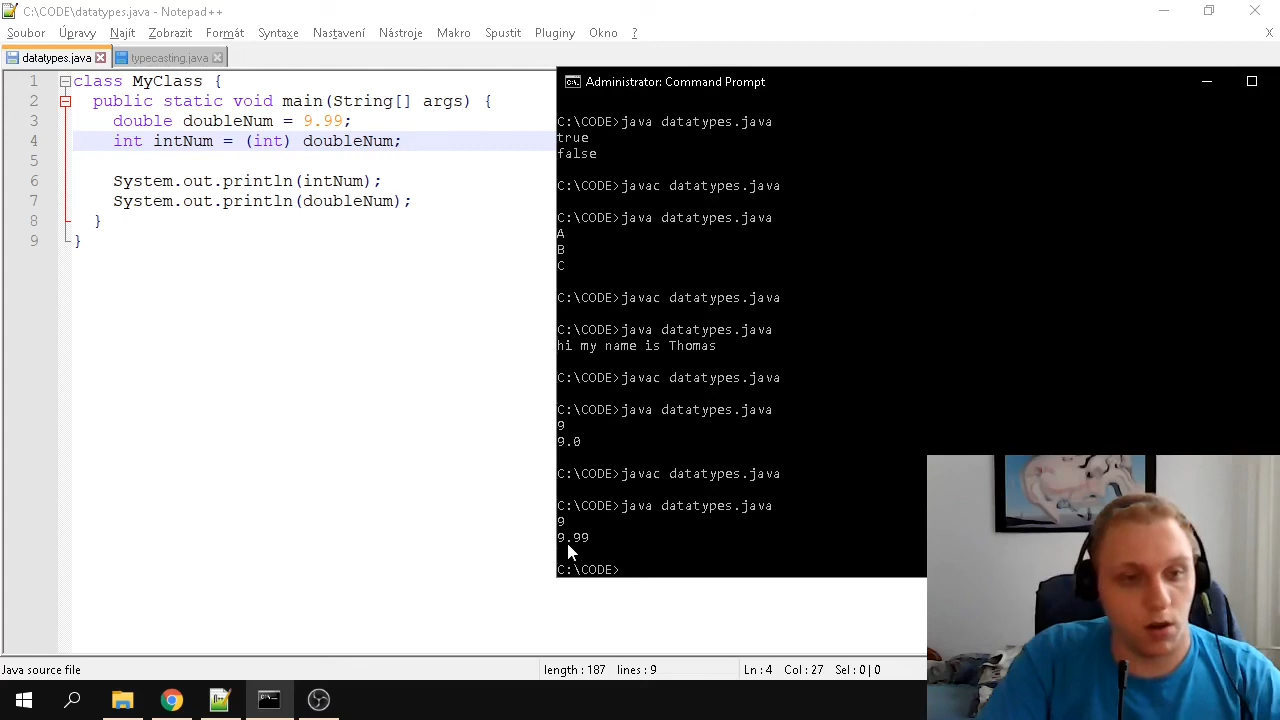 C:\CODE\datatypes.java - Notepad++
Soubor Úpravy Najít Zobrazit Formát Syntaxe Nastavení Nástroje Makro Spustit Pluginy Okno ? X
datatypes.java typecasting.java
1 class MyClass {
2 public static void main(String[] args) {
3 double doubleNum = 9.99;
4 int intNum = (int) doubleNum;
5
6 System.out.println(intNum);
7 System.out.println(doubleNum);
8 }
9 }
Administrator: Command Prompt
C:\CODE>java datatypes.java
true
false
C:\CODE>javac datatypes.java
C:\CODE>java datatypes.java
A
B
C
C:\CODE>javac datatypes.java
C:\CODE>java datatypes.java
hi my name is Thomas
C:\CODE>javac datatypes.java
C:\CODE>java datatypes.java
9
9.0
C:\CODE>javac datatypes.java
C:\CODE>java datatypes.java
9
9.99
C:\CODE>
Java source file length : 187 lines : 9 Ln : 4 Col : 27 Sel : 0 | 0